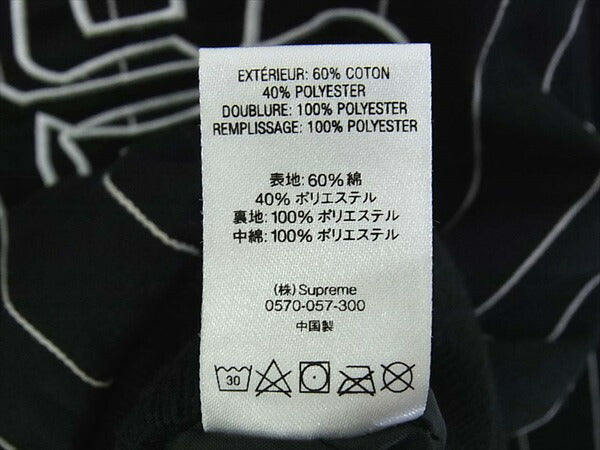 EXTÉRIEUR: 60% COTON
40% POLYESTER
DOUBLURE: 100% POLYESTER
REMPLISSAGE: 100% POLYESTER
表地: 60% 綿
40% ポリエステル
裏地: 100% ポリエステル
中綿: 100% ポリエステル
(株) Supreme
0570-057-300
中国製
30